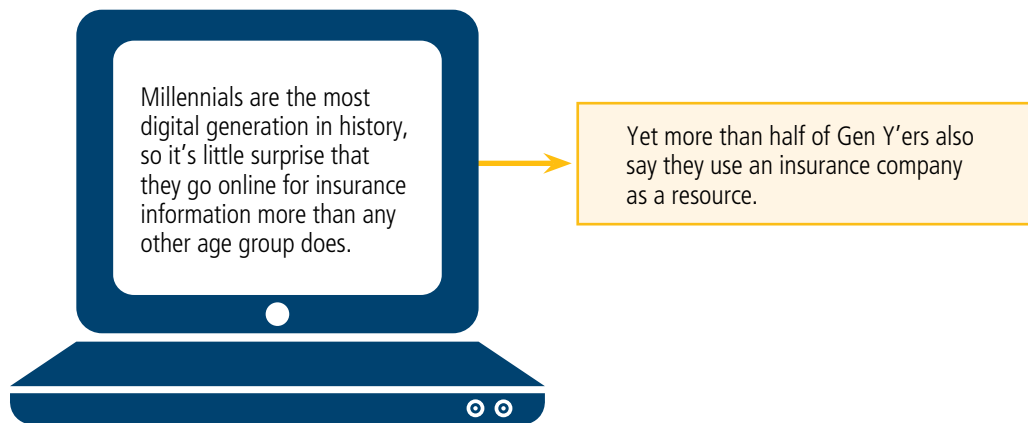 Millennials are the most
digital generation in history,
so it’s little surprise that
they go online for insurance
information more than any
other age group does.
Yet more than half of Gen Y’ers also
say they use an insurance company
as a resource.